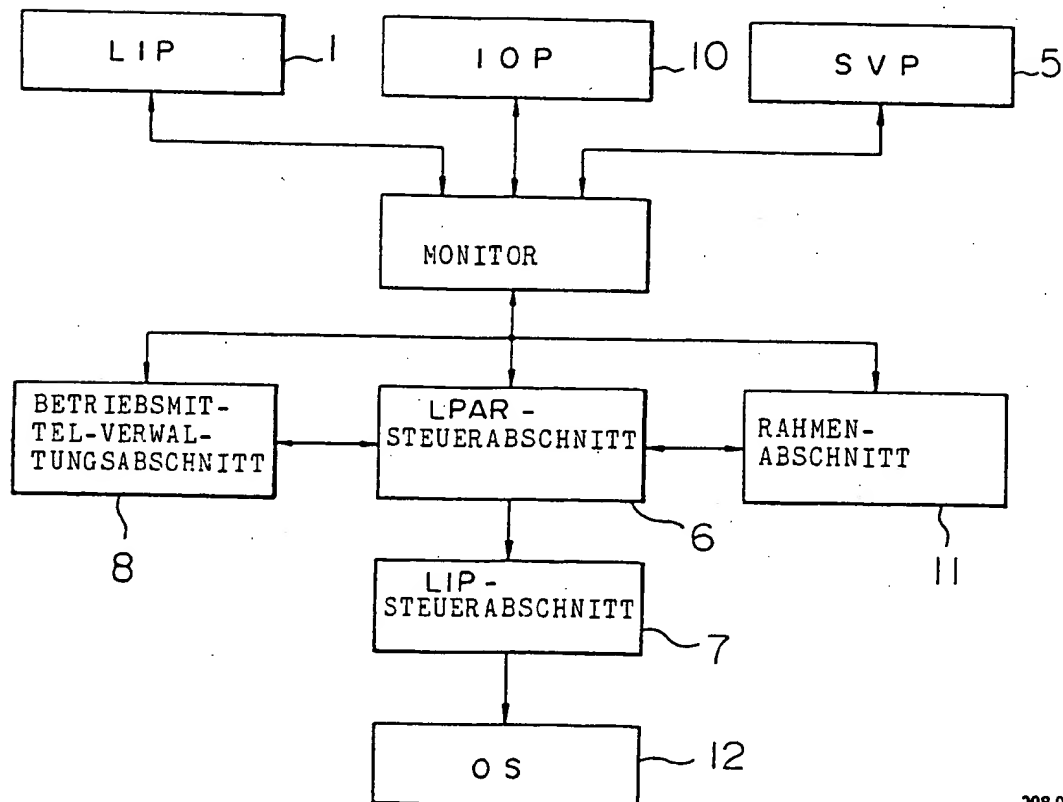 LIP
1
IOP
10
SVP
5
MONITOR
BETRIEBSMIT-
TEL-VERWAL-
TUNGSABSCHNITT
8
LPAR-
STEUERABSCHNITT
6
RAHMEN-
ABSCHNITT
11
LIP-
STEUERABSCHNITT
7
OS
12